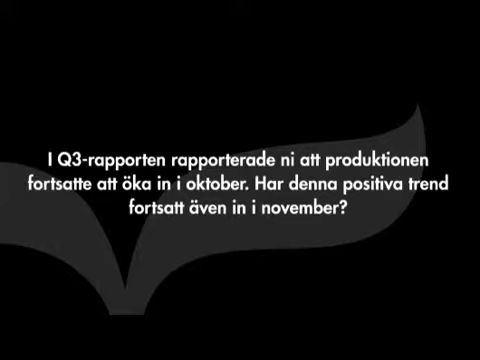 I Q3-rapporten rapporterade ni att produktionen
fortsatte att öka in i oktober. Har denna positiva trend
fortsatt även in i november?